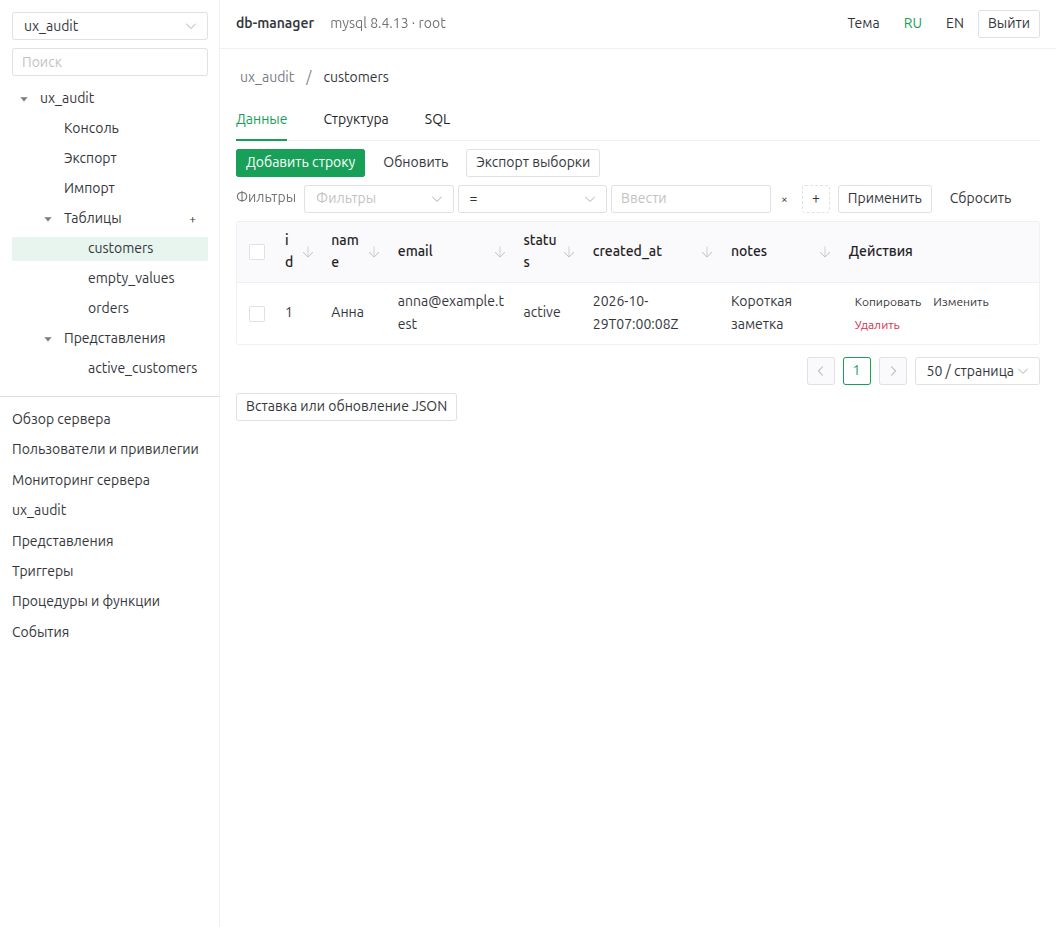 ux_audit
Поиск
ux_audit
Консоль
Экспорт
Импорт
Таблицы +
customers
empty_values
orders
Представления
active_customers
Обзор сервера
Пользователи и привилегии
Мониторинг сервера
ux_audit
Представления
Триггеры
Процедуры и функции
События
db-manager mysql 8.4.13 · root Тема RU EN Выйти
ux_audit / customers
Данные Структура SQL
Добавить строку Обновить Экспорт выборки
Фильтры Фильтры = Ввести × + Применить Сбросить
i
d
nam
e
email
statu
s
created_at
notes
Действия
1
Анна
anna@example.t
est
active
2026-10-
29T07:00:08Z
Короткая
заметка
Копировать Изменить
Удалить
1
50 / страница
Вставка или обновление JSON